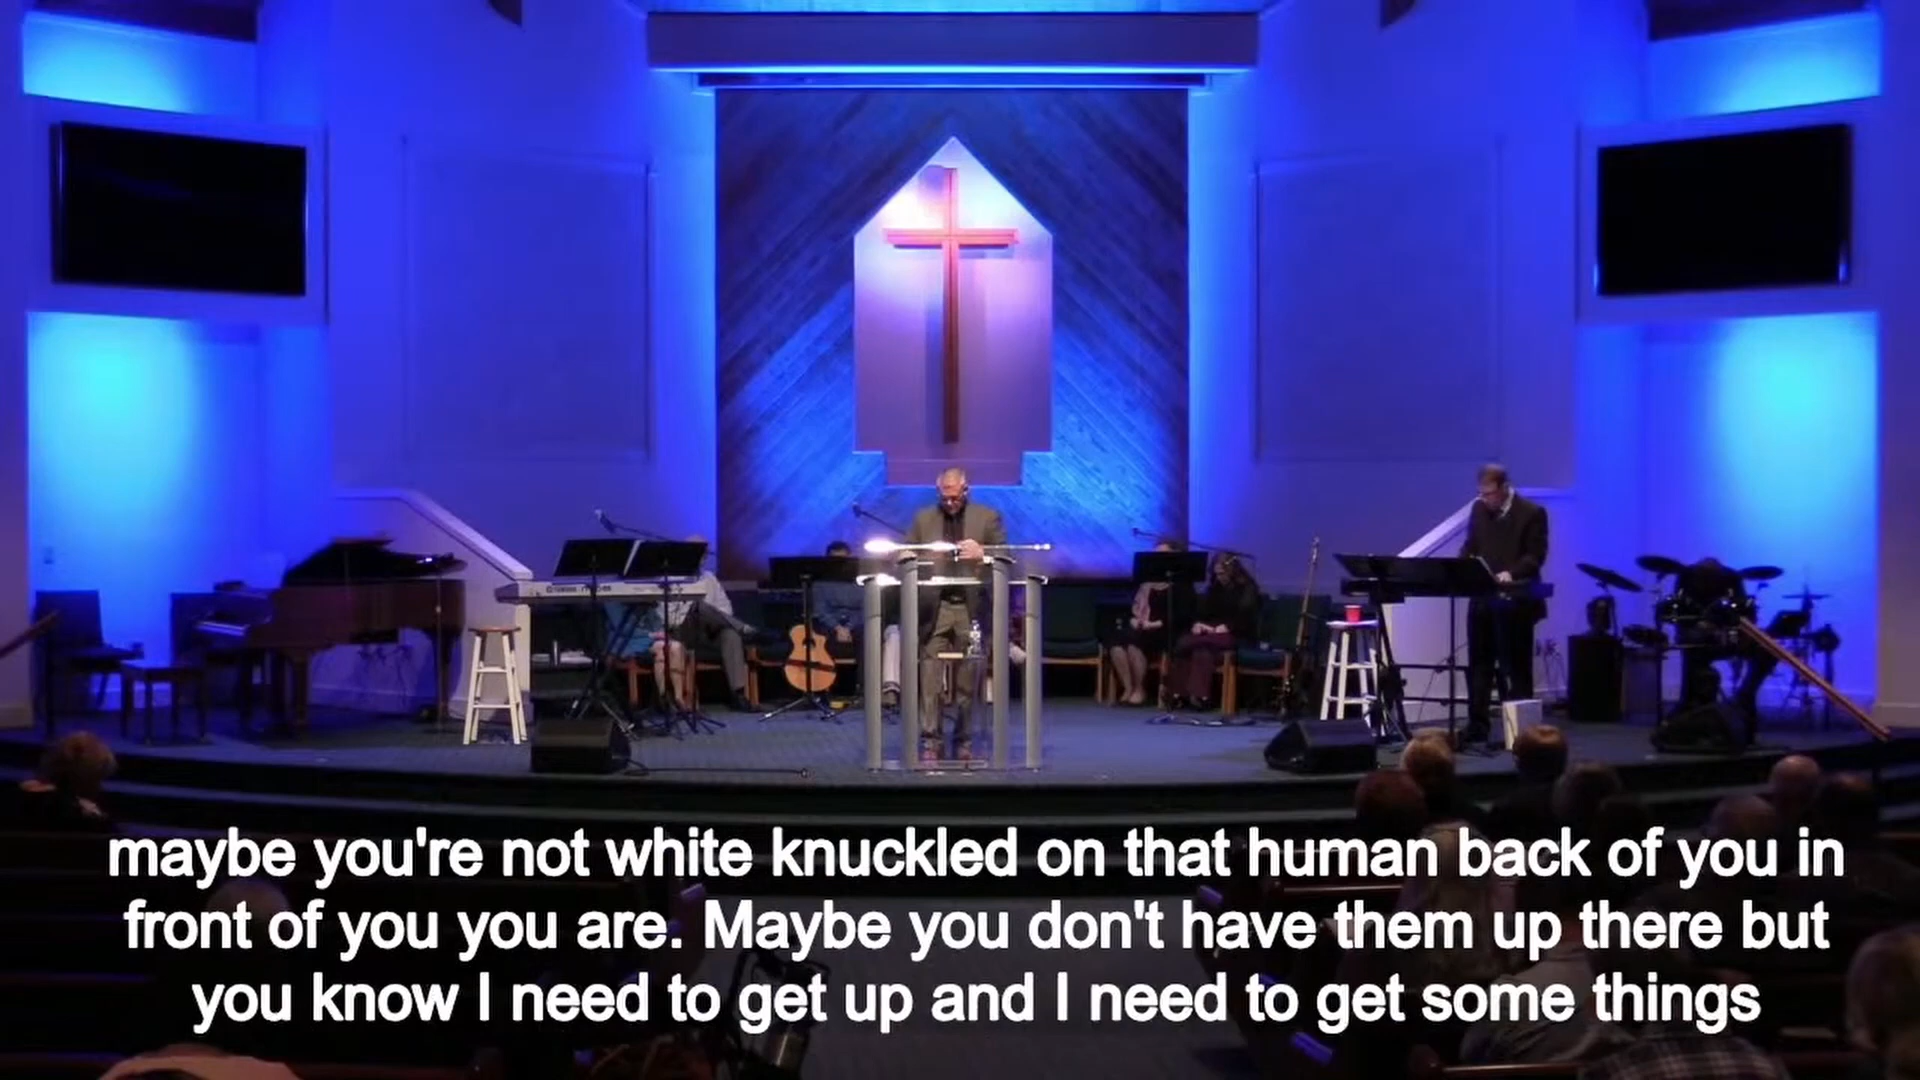 maybe you're not white knuckled on that human back of you in
front of you you are. Maybe you don't have them up there but
you know I need to get up and I need to get some things